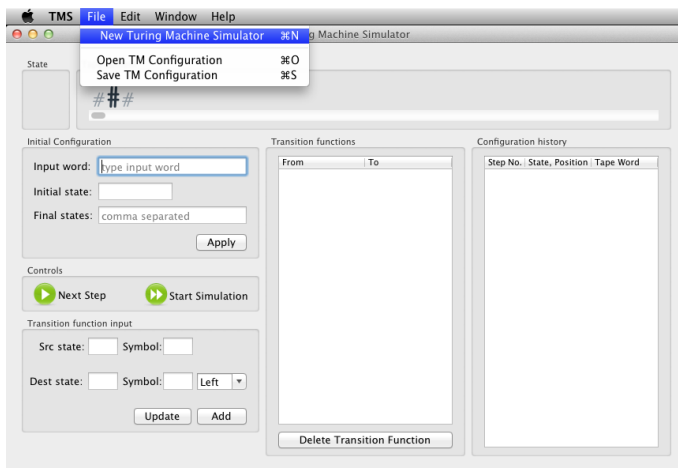 TMS File Edit Window Help
New Turing Machine Simulator ⌘N
g Machine Simulator
Open TM Configuration ⌘O
Save TM Configuration ⌘S
State
###
Initial Configuration
Input word: type input word
Initial state:
Final states: comma separated
Apply
Controls
Next Step Start Simulation
Transition function input
Src state: Symbol:
Dest state: Symbol: Left
Update Add
Transition functions
From To
Delete Transition Function
Configuration history
Step No. State, Position Tape Word